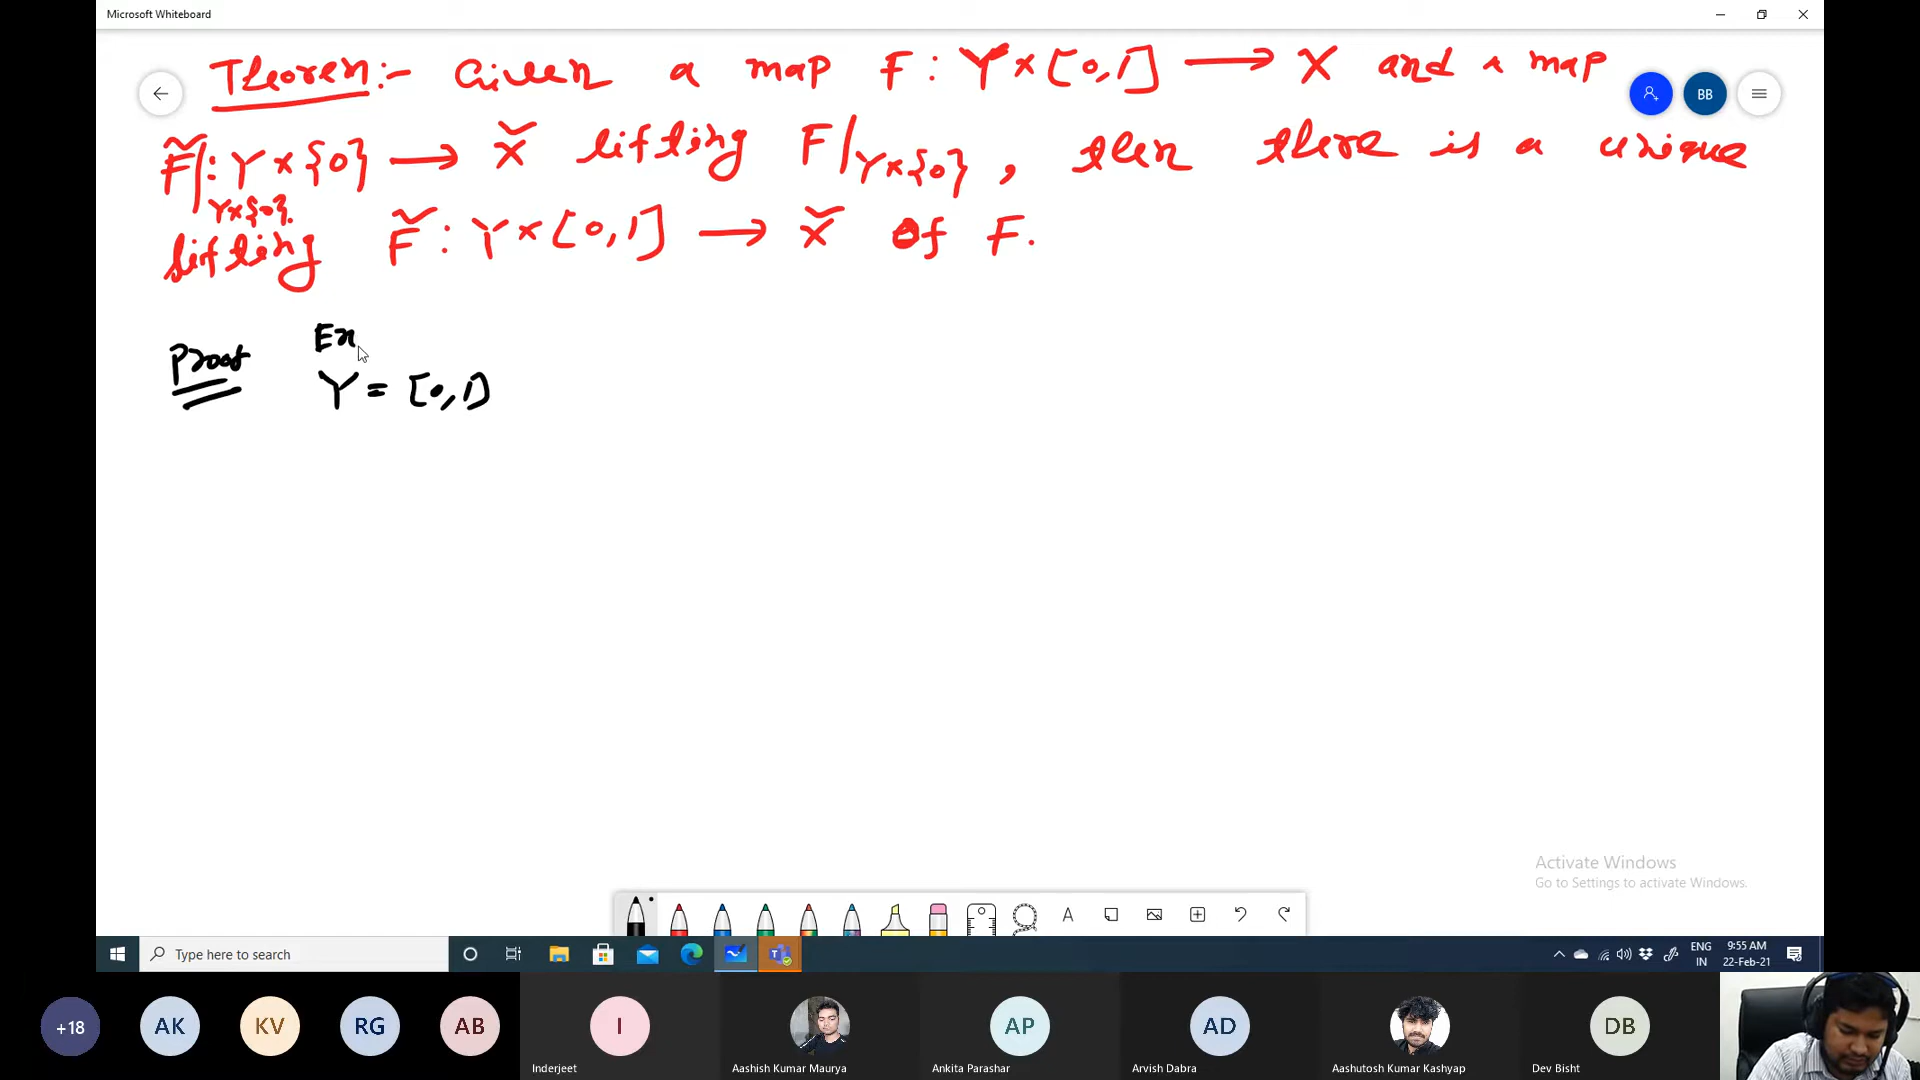 Microsoft Whiteboard
Theorem :- Given a map F : Y × [0,1] ⟶ X and a map
F̃|Y×{0} : Y × {0} ⟶ X̃ lifting F|Y×{0} , then there is a unique
lifting F̃ : Y × [0,1] ⟶ X̃ of F.
Proof
Ex
Y = [0,1]
BB
Activate Windows
Go to Settings to activate Windows.
A
Type here to search
ENG
IN
9:55 AM
22-Feb-21
+18
AK
KV
RG
AB
I
AP
AD
DB
Inderjeet
Aashish Kumar Maurya
Ankita Parashar
Arvish Dabra
Aashutosh Kumar Kashyap
Dev Bisht